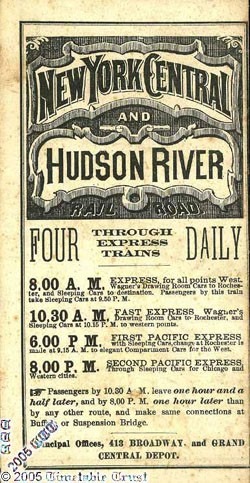 NEW YORK CENTRAL
AND
HUDSON RIVER
RAIL ROAD.
FOUR THROUGH EXPRESS TRAINS DAILY
8.00 A. M. EXPRESS, for all points West.
Wagner's Drawing Room Cars to Roches-
ter, and Sleeping Cars to destination. Passengers by this train
take Sleeping Cars at 9.50 P. M.
10.30 A. M. FAST EXPRESS, Wagner's
Drawing Room Cars to Rochester, and
Sleeping Cars at 10.15 P. M. to western points.
6.00 P. M. FIRST PACIFIC EXPRESS
with Sleeping Cars, change at Rochester is
made at 9.15 A. M. to elegant Compartment Cars for the West.
8.00 P. M. SECOND PACIFIC EXPRESS,
Through Sleeping Cars for Chicago and
Western cities.
☞ Passengers by 10.30 A. M. leave one hour and a
half later, and by 8.00 P. M. one hour later than
by any other route, and make same connections at
or Suspension Bridge.
Offices, 413 BROADWAY, and GRAND
CENTRAL DEPOT.
2005
© 2005 Timetable Trust